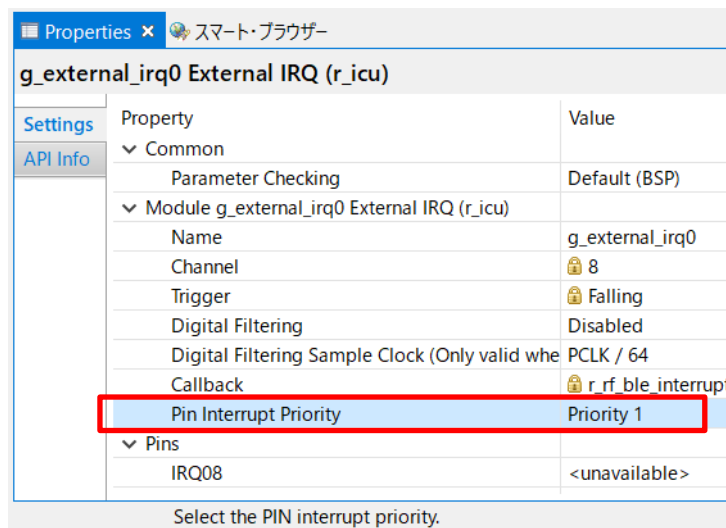 Properties × スマート・ブラウザー
g_external_irq0 External IRQ (r_icu)
Settings
API Info
Property Value
Common
Parameter Checking Default (BSP)
Module g_external_irq0 External IRQ (r_icu)
Name g_external_irq0
Channel 8
Trigger Falling
Digital Filtering Disabled
Digital Filtering Sample Clock (Only valid whe PCLK / 64
Callback r_rf_ble_interrupt
Pin Interrupt Priority Priority 1
Pins
IRQ08 <unavailable>
Select the PIN interrupt priority.